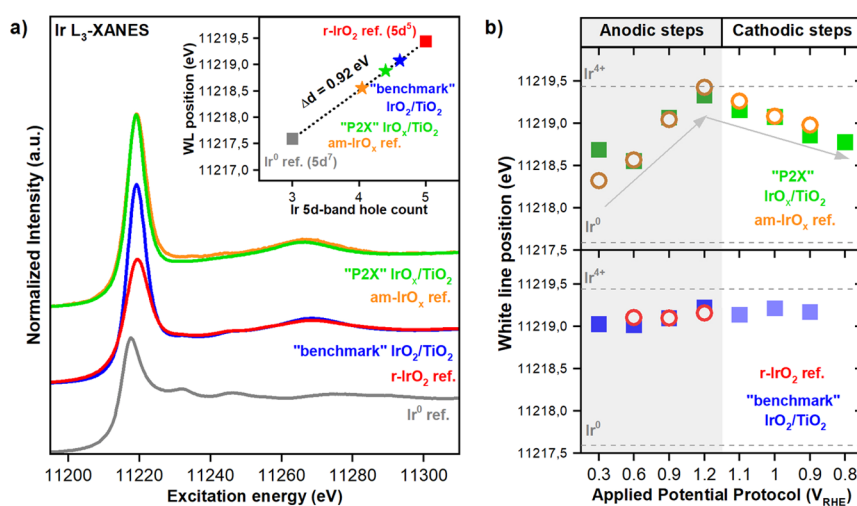 a)
Ir L3-XANES
Normalized Intensity (a.u.)
WL position (eV)
11219,5
11219,0
11218,5
11218,0
11217,5
11217,0
r-IrO2 ref. (5d5)
Δd = 0.92 eV
"benchmark"
IrO2/TiO2
"P2X" IrOx/TiO2
am-IrOx ref.
Ir0 ref. (5d7)
3 4 5
Ir 5d-band hole count
"P2X" IrOx/TiO2
am-IrOx ref.
"benchmark" IrO2/TiO2
r-IrO2 ref.
Ir0 ref.
11200 11220 11240 11260 11280 11300
Excitation energy (eV)
b)
Anodic steps Cathodic steps
White line position (eV)
11220,0
Ir4+
11219,5
11219,0
11218,5
11218,0
Ir0
11217,5
"P2X"
IrOx/TiO2
am-IrOx ref.
Ir4+
11219,0
11218,5
11218,0
Ir0
11217,5
r-IrO2 ref.
"benchmark"
IrO2/TiO2
0.3 0.6 0.9 1.2 1.1 1 0.9 0.8
Applied Potential Protocol (VRHE)